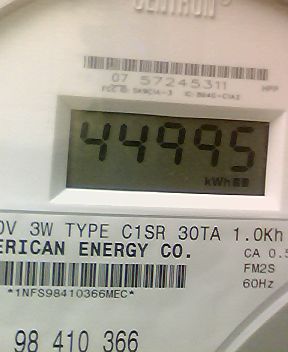 CENTRON®
07 57245311
44995
kWh
0V 3W TYPE C1SR 30TA 1.0Kh
ERICAN ENERGY CO.
CA 0.5
FM2S
60Hz
*1NFS98410366MEC*
98 410 366